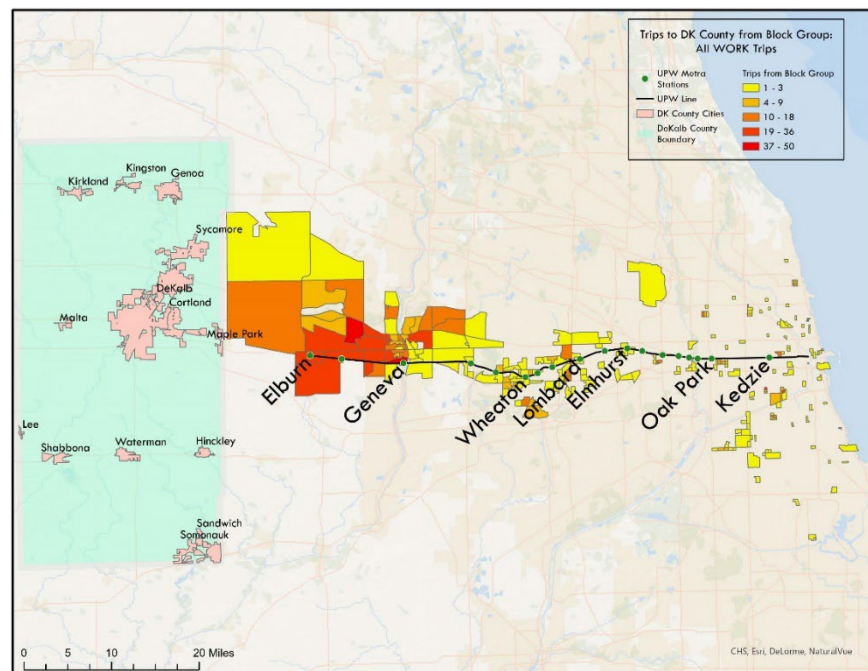 Trips to DK County from Block Group:
All WORK Trips
UPW Metra
Stations
UPW Line
DK County Cities
DeKalb County
Boundary
Trips from Block Group
1 - 3
4 - 9
10 - 18
19 - 36
37 - 50
Kirkland
Kingston
Genoa
Sycamore
DeKalb
Malta
Cortland
Maple Park
Elburn
Geneva
Wheaton
Lombard
Elmhurst
Oak Park
Kedzie
Lee
Shabbona
Waterman
Hinckley
Sandwich
Somonauk
0 5 10 20 Miles
CHS, Esri, DeLorme, NaturalVue